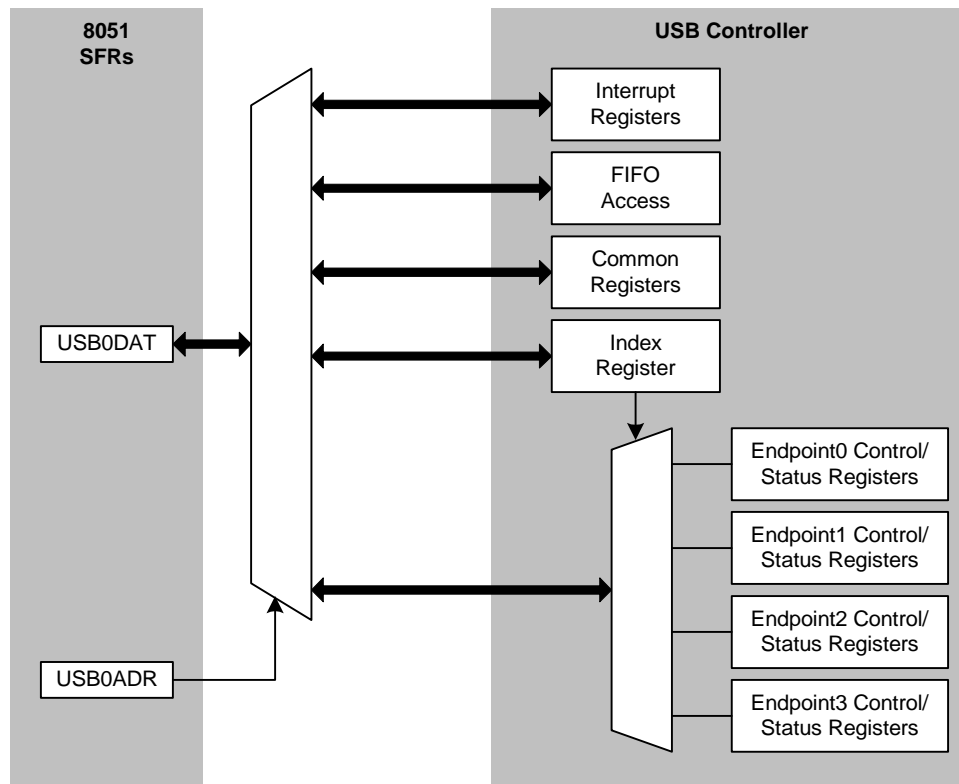 8051
SFRs
USB Controller
Interrupt
Registers
FIFO
Access
Common
Registers
USB0DAT
Index
Register
Endpoint0 Control/
Status Registers
Endpoint1 Control/
Status Registers
Endpoint2 Control/
Status Registers
USB0ADR
Endpoint3 Control/
Status Registers